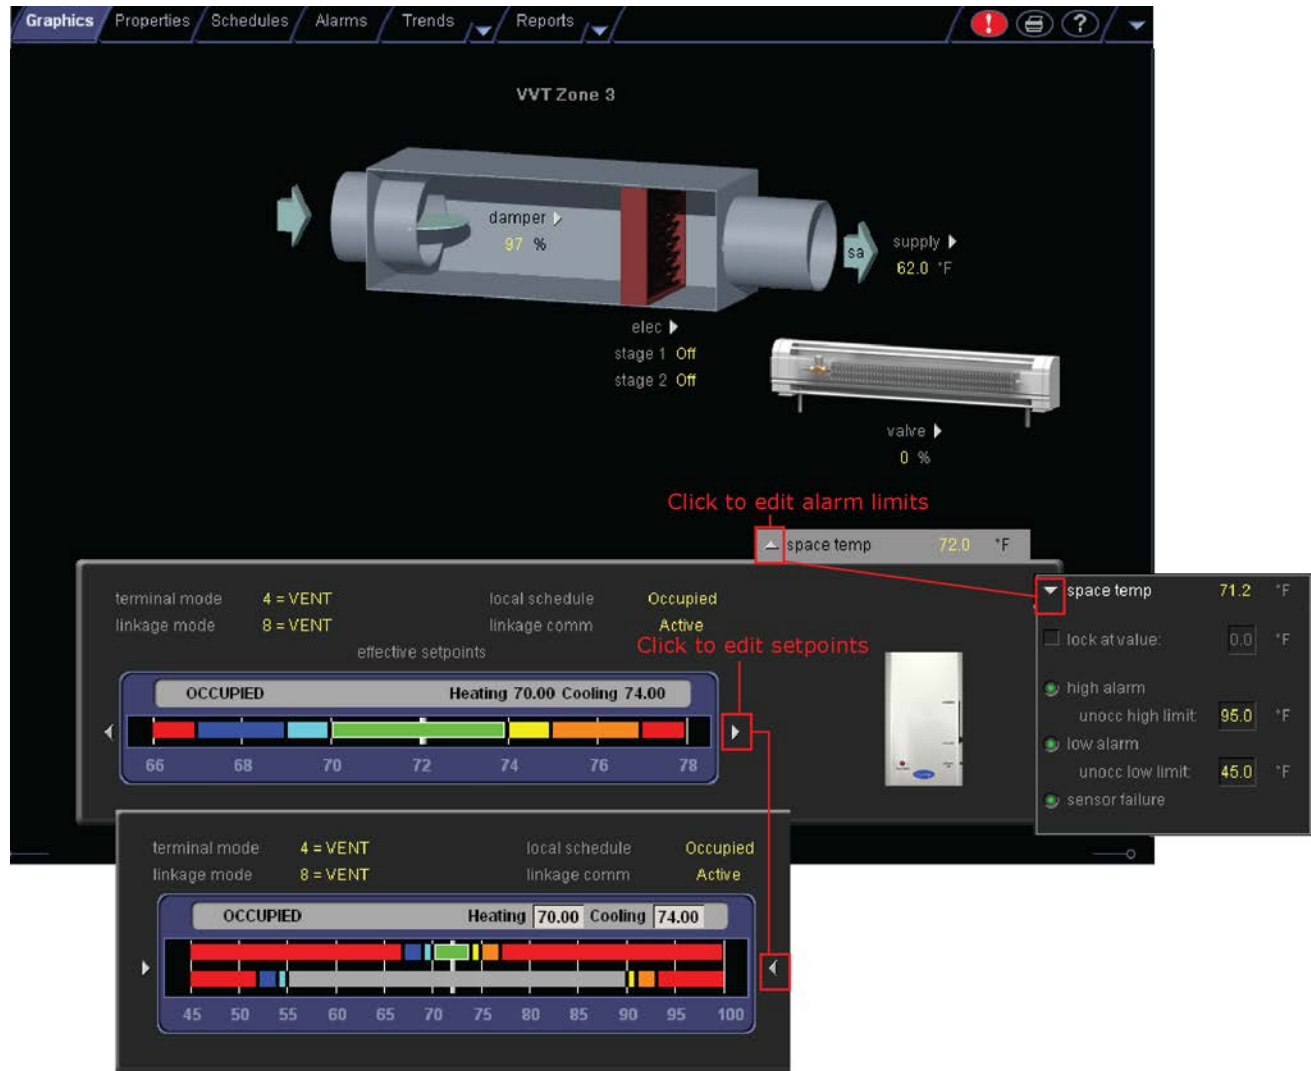 Graphics Properties Schedules Alarms Trends Reports ! ?
VVT Zone 3
damper
97 %
sa
supply
62.0 °F
elec
stage 1 Off
stage 2 Off
valve
0 %
Click to edit alarm limits
space temp 72.0 °F
terminal mode 4 = VENT local schedule Occupied
linkage mode 8 = VENT linkage comm Active
effective setpoints
Click to edit setpoints
OCCUPIED Heating 70.00 Cooling 74.00
66 68 70 72 74 76 78
space temp 71.2 °F
lock at value: 0.0 °F
high alarm
unocc high limit: 95.0 °F
low alarm
unocc low limit: 45.0 °F
sensor failure
terminal mode 4 = VENT local schedule Occupied
linkage mode 8 = VENT linkage comm Active
OCCUPIED Heating 70.00 Cooling 74.00
45 50 55 60 65 70 75 80 85 90 95 100